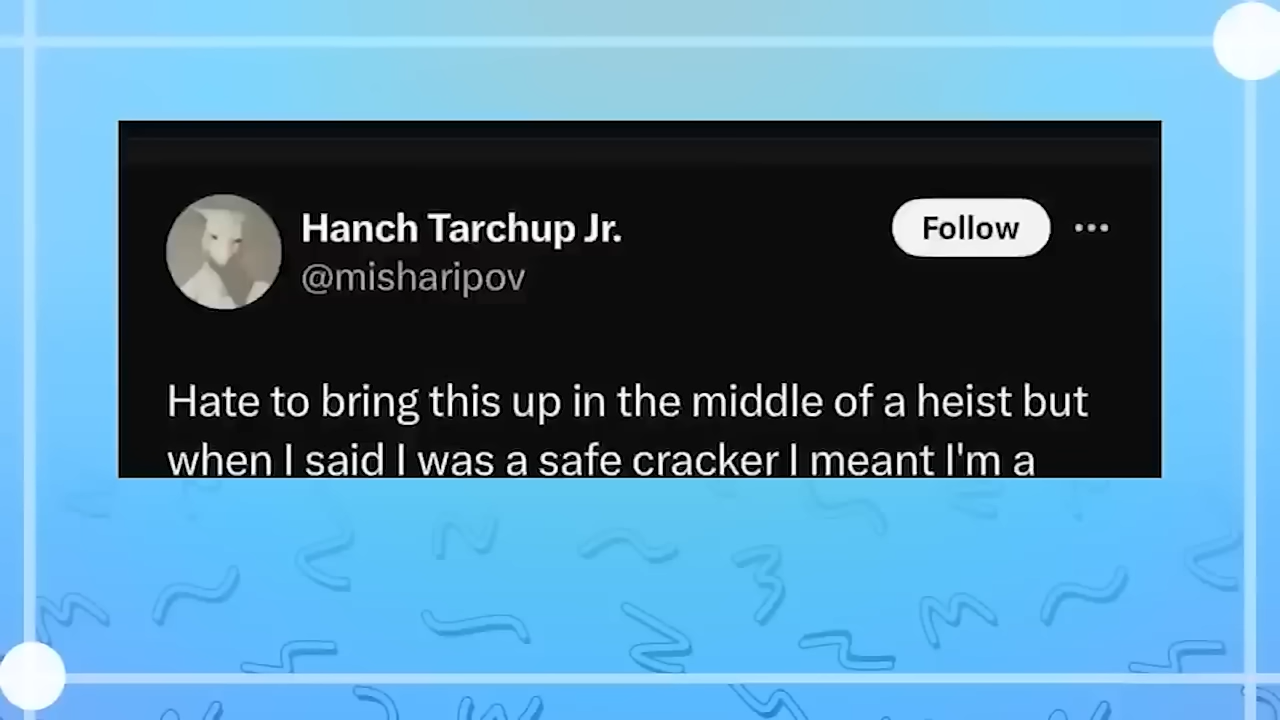 Hanch Tarchup Jr.
@misharipov
Follow
Hate to bring this up in the middle of a heist but
when I said I was a safe cracker I meant I'm a